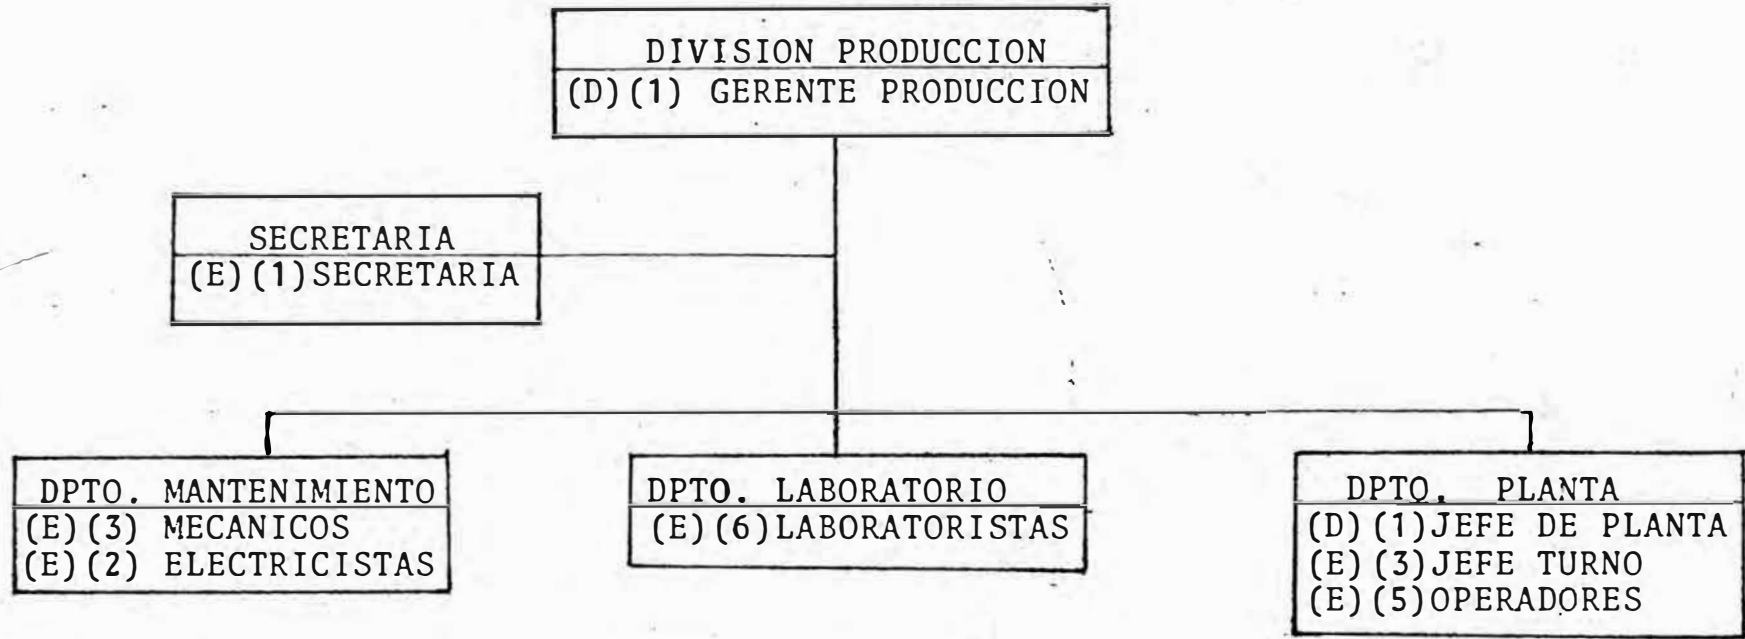 DIVISION PRODUCCION
(D)(1) GERENTE PRODUCCION
SECRETARIA
(E)(1)SECRETARIA
DPTO. MANTENIMIENTO
(E)(3) MECANICOS
(E)(2) ELECTRICISTAS
DPTO. LABORATORIO
(E)(6)LABORATORISTAS
DPTO. PLANTA
(D)(1)JEFE DE PLANTA
(E)(3)JEFE TURNO
(E)(5)OPERADORES